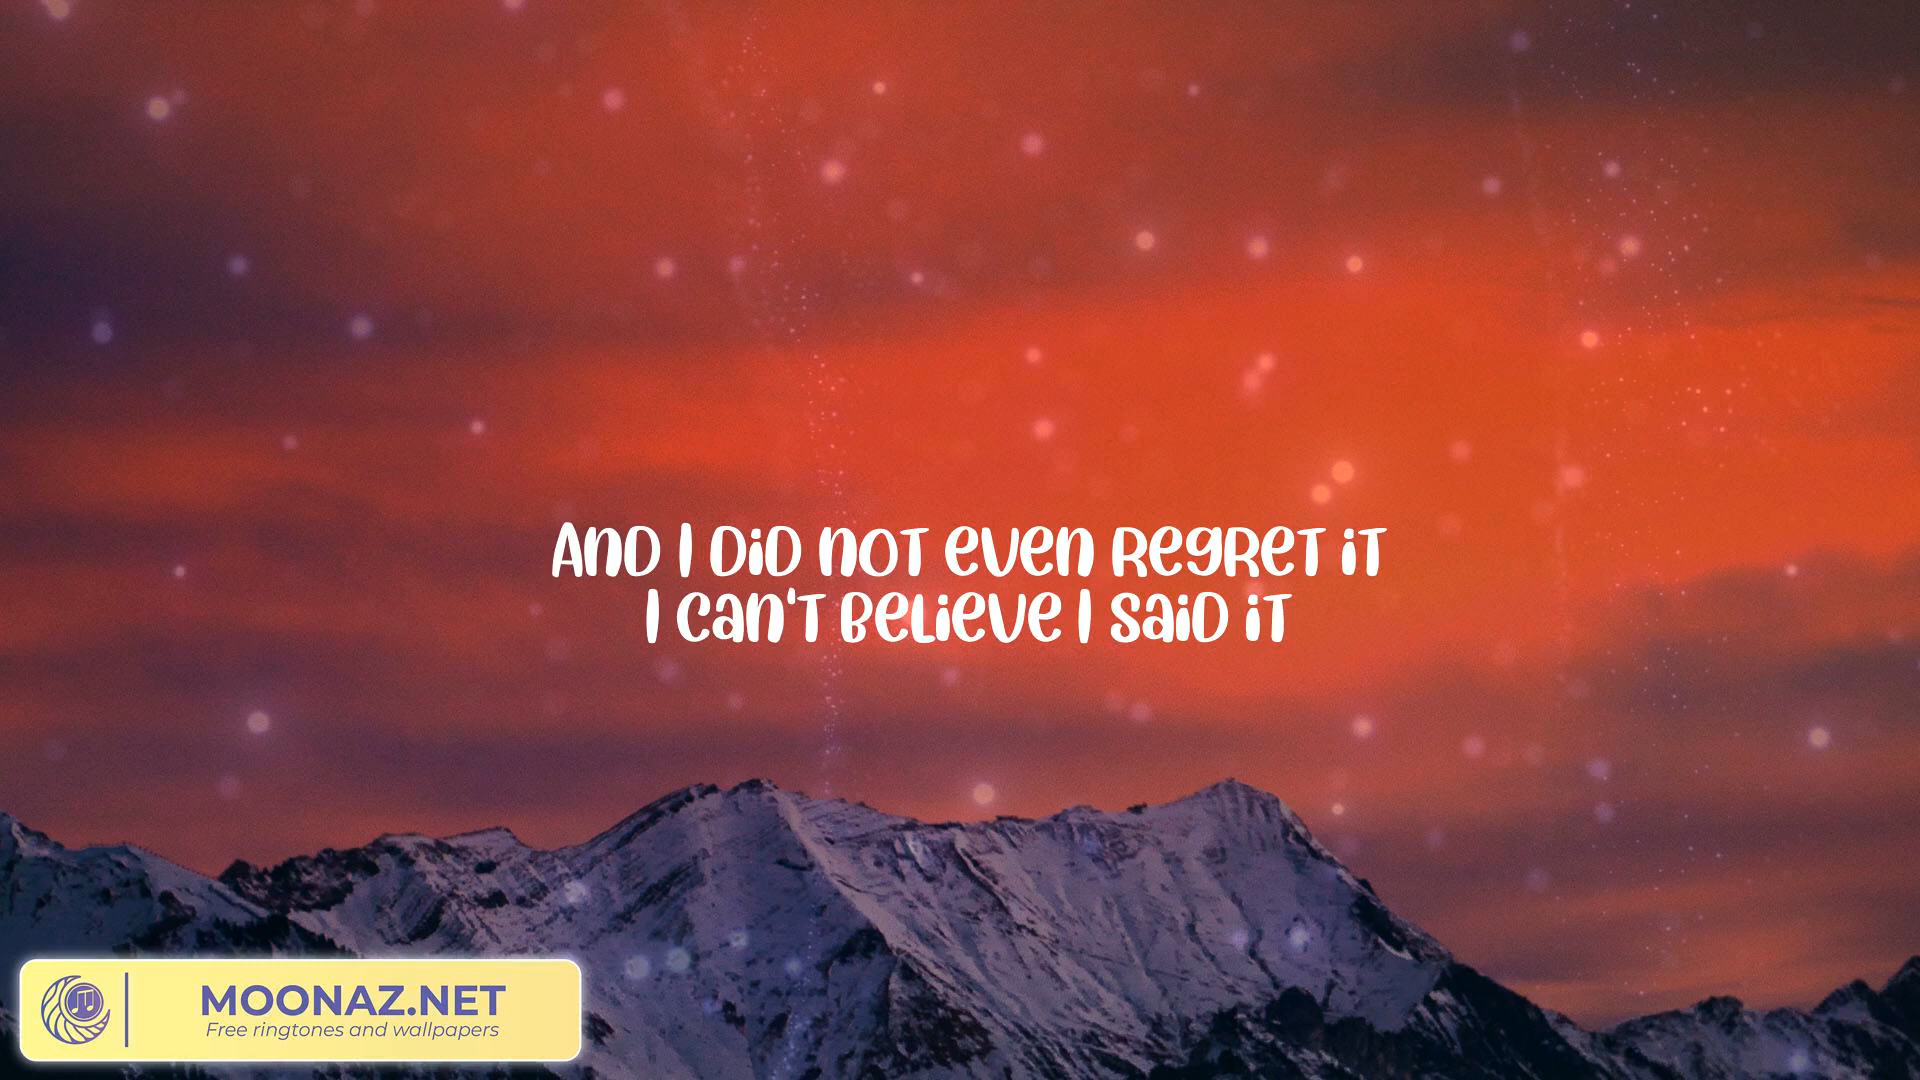 And I did not even regret it
I can't believe I said it
MOONAZ.NET
Free ringtones and wallpapers